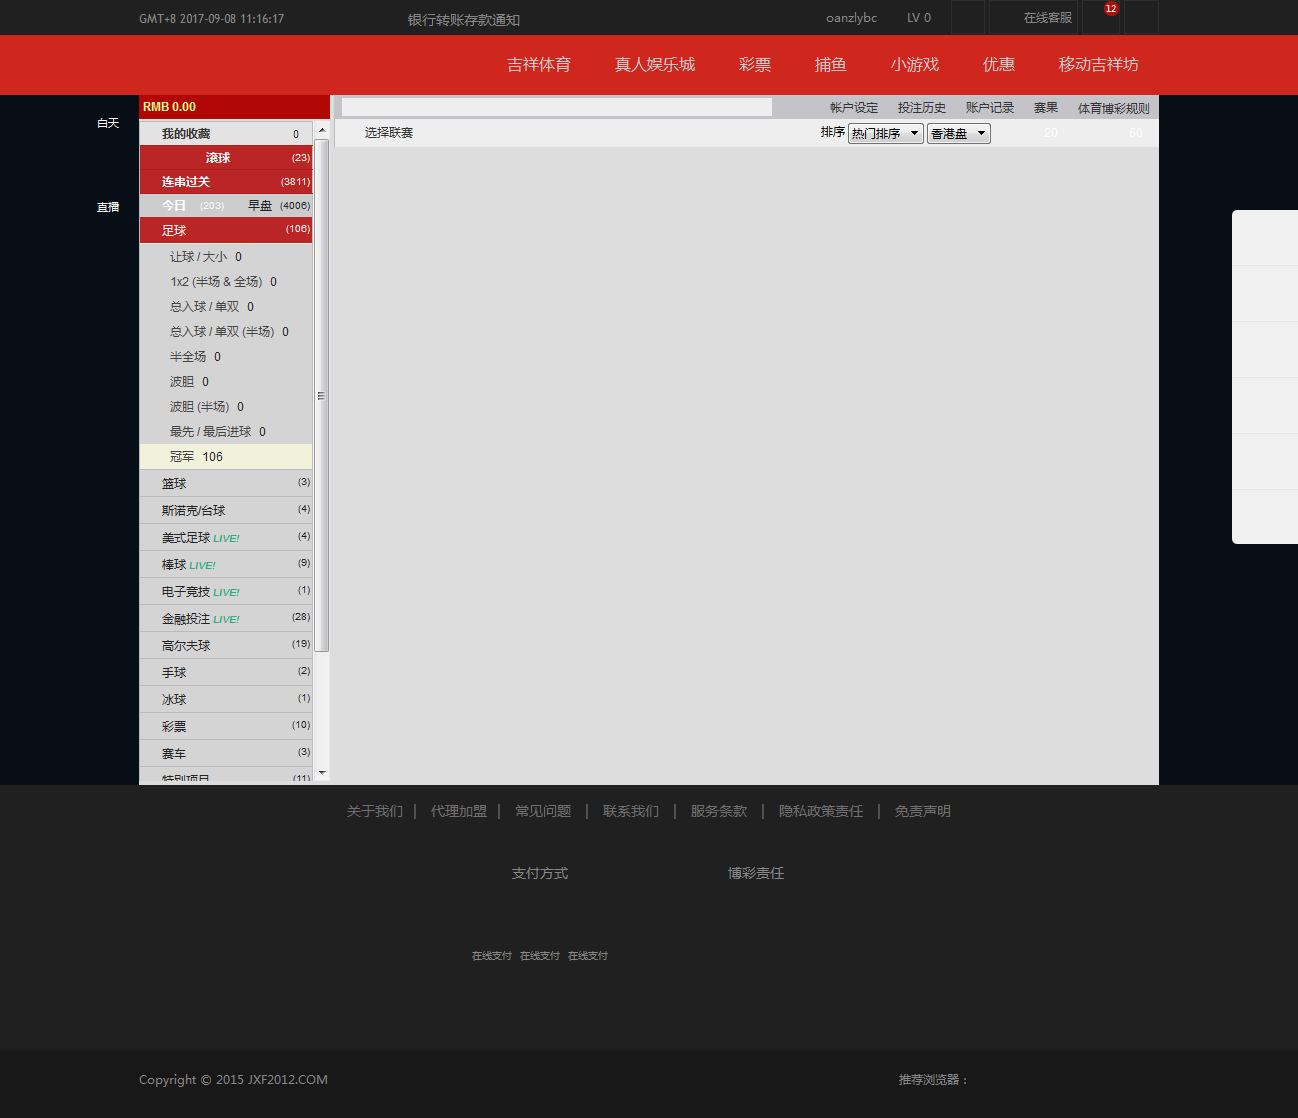 GMT+8 2017-09-08 11:16:17 银行转账存款通知 oanzlybc LV 0 在线客服 12
吉祥体育 真人娱乐城 彩票 捕鱼 小游戏 优惠 移动吉祥坊
RMB 0.00 帐户设定 投注历史 账户记录 赛果 体育博彩规则
白天
我的收藏 0 选择联赛 排序 热门排序 香港盘 20 60
滚球 (23)
连串过关 (3811)
直播
今日 (203) 早盘 (4006)
足球 (106)
让球 / 大小 0
1x2 (半场 & 全场) 0
总入球 / 单双 0
总入球 / 单双 (半场) 0
半全场 0
波胆 0
波胆 (半场) 0
最先 / 最后进球 0
冠军 106
篮球 (3)
斯诺克/台球 (4)
美式足球 LIVE! (4)
棒球 LIVE! (9)
电子竞技 LIVE! (1)
金融投注 LIVE! (28)
高尔夫球 (19)
手球 (2)
冰球 (1)
彩票 (10)
赛车 (3)
特别项目 (11)
关于我们 | 代理加盟 | 常见问题 | 联系我们 | 服务条款 | 隐私政策责任 | 免责声明
支付方式 博彩责任
在线支付 在线支付 在线支付
Copyright © 2015 JXF2012.COM 推荐浏览器：